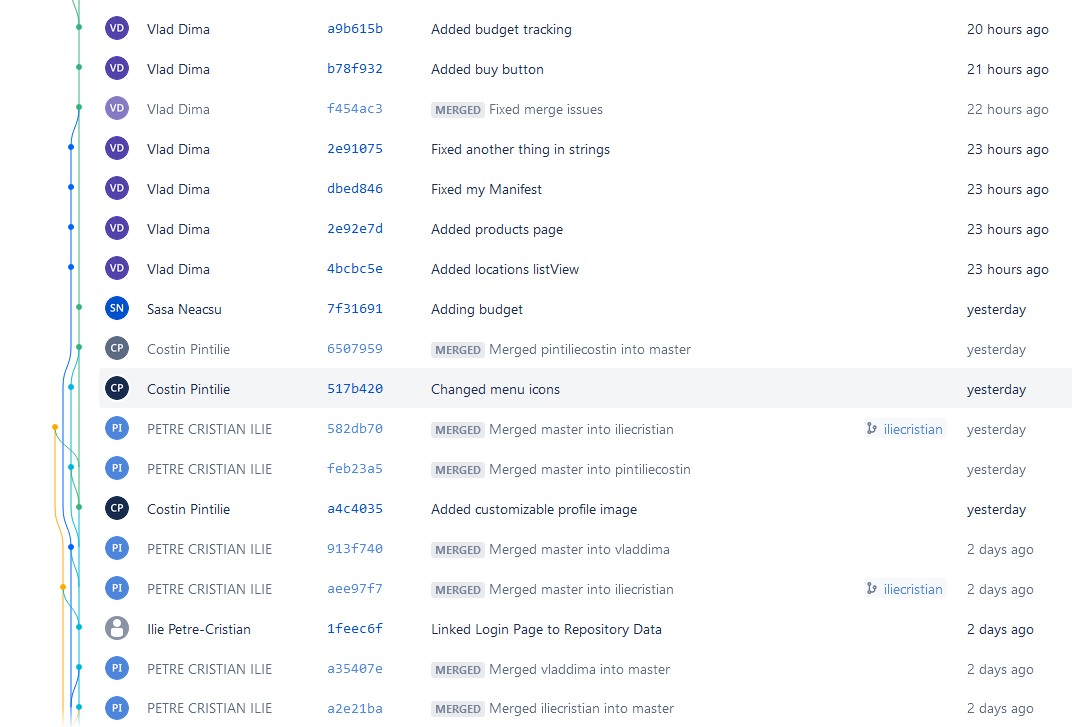 VD Vlad Dima a9b615b Added budget tracking 20 hours ago
VD Vlad Dima b78f932 Added buy button 21 hours ago
VD Vlad Dima f454ac3 MERGED Fixed merge issues 22 hours ago
VD Vlad Dima 2e91075 Fixed another thing in strings 23 hours ago
VD Vlad Dima dbed846 Fixed my Manifest 23 hours ago
VD Vlad Dima 2e92e7d Added products page 23 hours ago
VD Vlad Dima 4bcbc5e Added locations listView 23 hours ago
SN Sasa Neacsu 7f31691 Adding budget yesterday
CP Costin Pintilie 6507959 MERGED Merged pintiliecostin into master yesterday
CP Costin Pintilie 517b420 Changed menu icons yesterday
PI PETRE CRISTIAN ILIE 582db70 MERGED Merged master into iliecristian iliecristian yesterday
PI PETRE CRISTIAN ILIE feb23a5 MERGED Merged master into pintiliecostin yesterday
CP Costin Pintilie a4c4035 Added customizable profile image yesterday
PI PETRE CRISTIAN ILIE 913f740 MERGED Merged master into vladdima 2 days ago
PI PETRE CRISTIAN ILIE aee97f7 MERGED Merged master into iliecristian iliecristian 2 days ago
Ilie Petre-Cristian 1feec6f Linked Login Page to Repository Data 2 days ago
PI PETRE CRISTIAN ILIE a35407e MERGED Merged vladdima into master 2 days ago
PI PETRE CRISTIAN ILIE a2e21ba MERGED Merged iliecristian into master 2 days ago